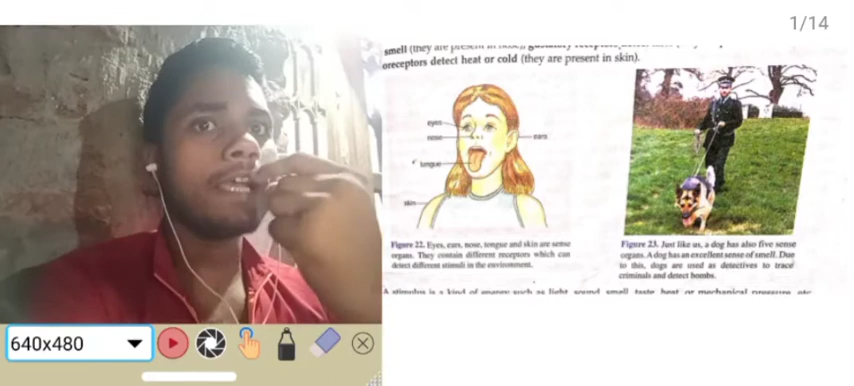 1/14
smell (they are present in nose),
oreceptors detect heat or cold (they are present in skin).
eyes
nose
ears
tongue
skin
Figure 22. Eyes, ears, nose, tongue and skin are sense
organs. They contain different receptors which can
detect different stimuli in the environment.
Figure 23. Just like us, a dog has also five sense
organs. A dog has an excellent sense of smell. Due
to this, dogs are used as detectives to trace
criminals and detect bombs.
A stimulus is a kind of energy such as light sound smell taste heat or mechanical pressure etc
640x480